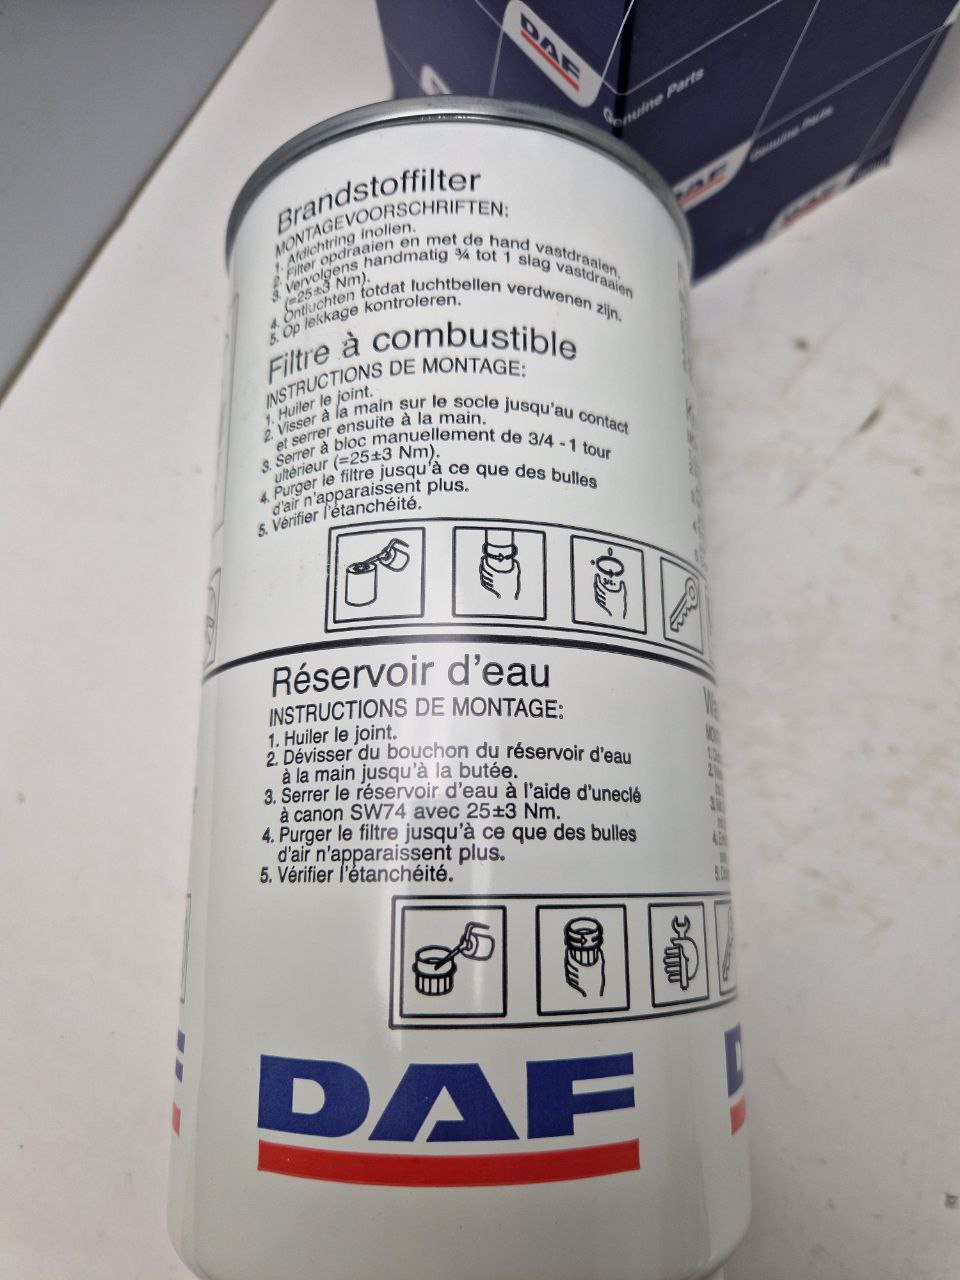 DAF
Genuine Parts
Genuine Parts
DAF
DAF
Brandstoffilter
MONTAGEVOORSCHRIFTEN:
1. Afdichtring inolien.
2. Filter opdraaien en met de hand vastdraaien.
3. Vervolgens handmatig ¾ tot 1 slag vastdraaien
(=25±3 Nm).
4. Ontluchten totdat luchtbellen verdwenen zijn.
5. Op lekkage kontroleren.
Filtre à combustible
INSTRUCTIONS DE MONTAGE:
1. Huiler le joint.
2. Visser à la main sur le socle jusqu'au contact
et serrer ensuite à la main.
3. Serrer à bloc manuellement de 3/4 - 1 tour
ultérieur (=25±3 Nm).
4. Purger le filtre jusqu'à ce que des bulles
d'air n'apparaissent plus.
5. Vérifier l'étanchéité.
Réservoir d'eau
INSTRUCTIONS DE MONTAGE:
1. Huiler le joint.
2. Dévisser du bouchon du réservoir d'eau
à la main jusqu'à la butée.
3. Serrer le réservoir d'eau à l'aide d'uneclé
à canon SW74 avec 25±3 Nm.
4. Purger le filtre jusqu'à ce que des bulles
d'air n'apparaissent plus.
5. Vérifier l'étanchéité.
DAF